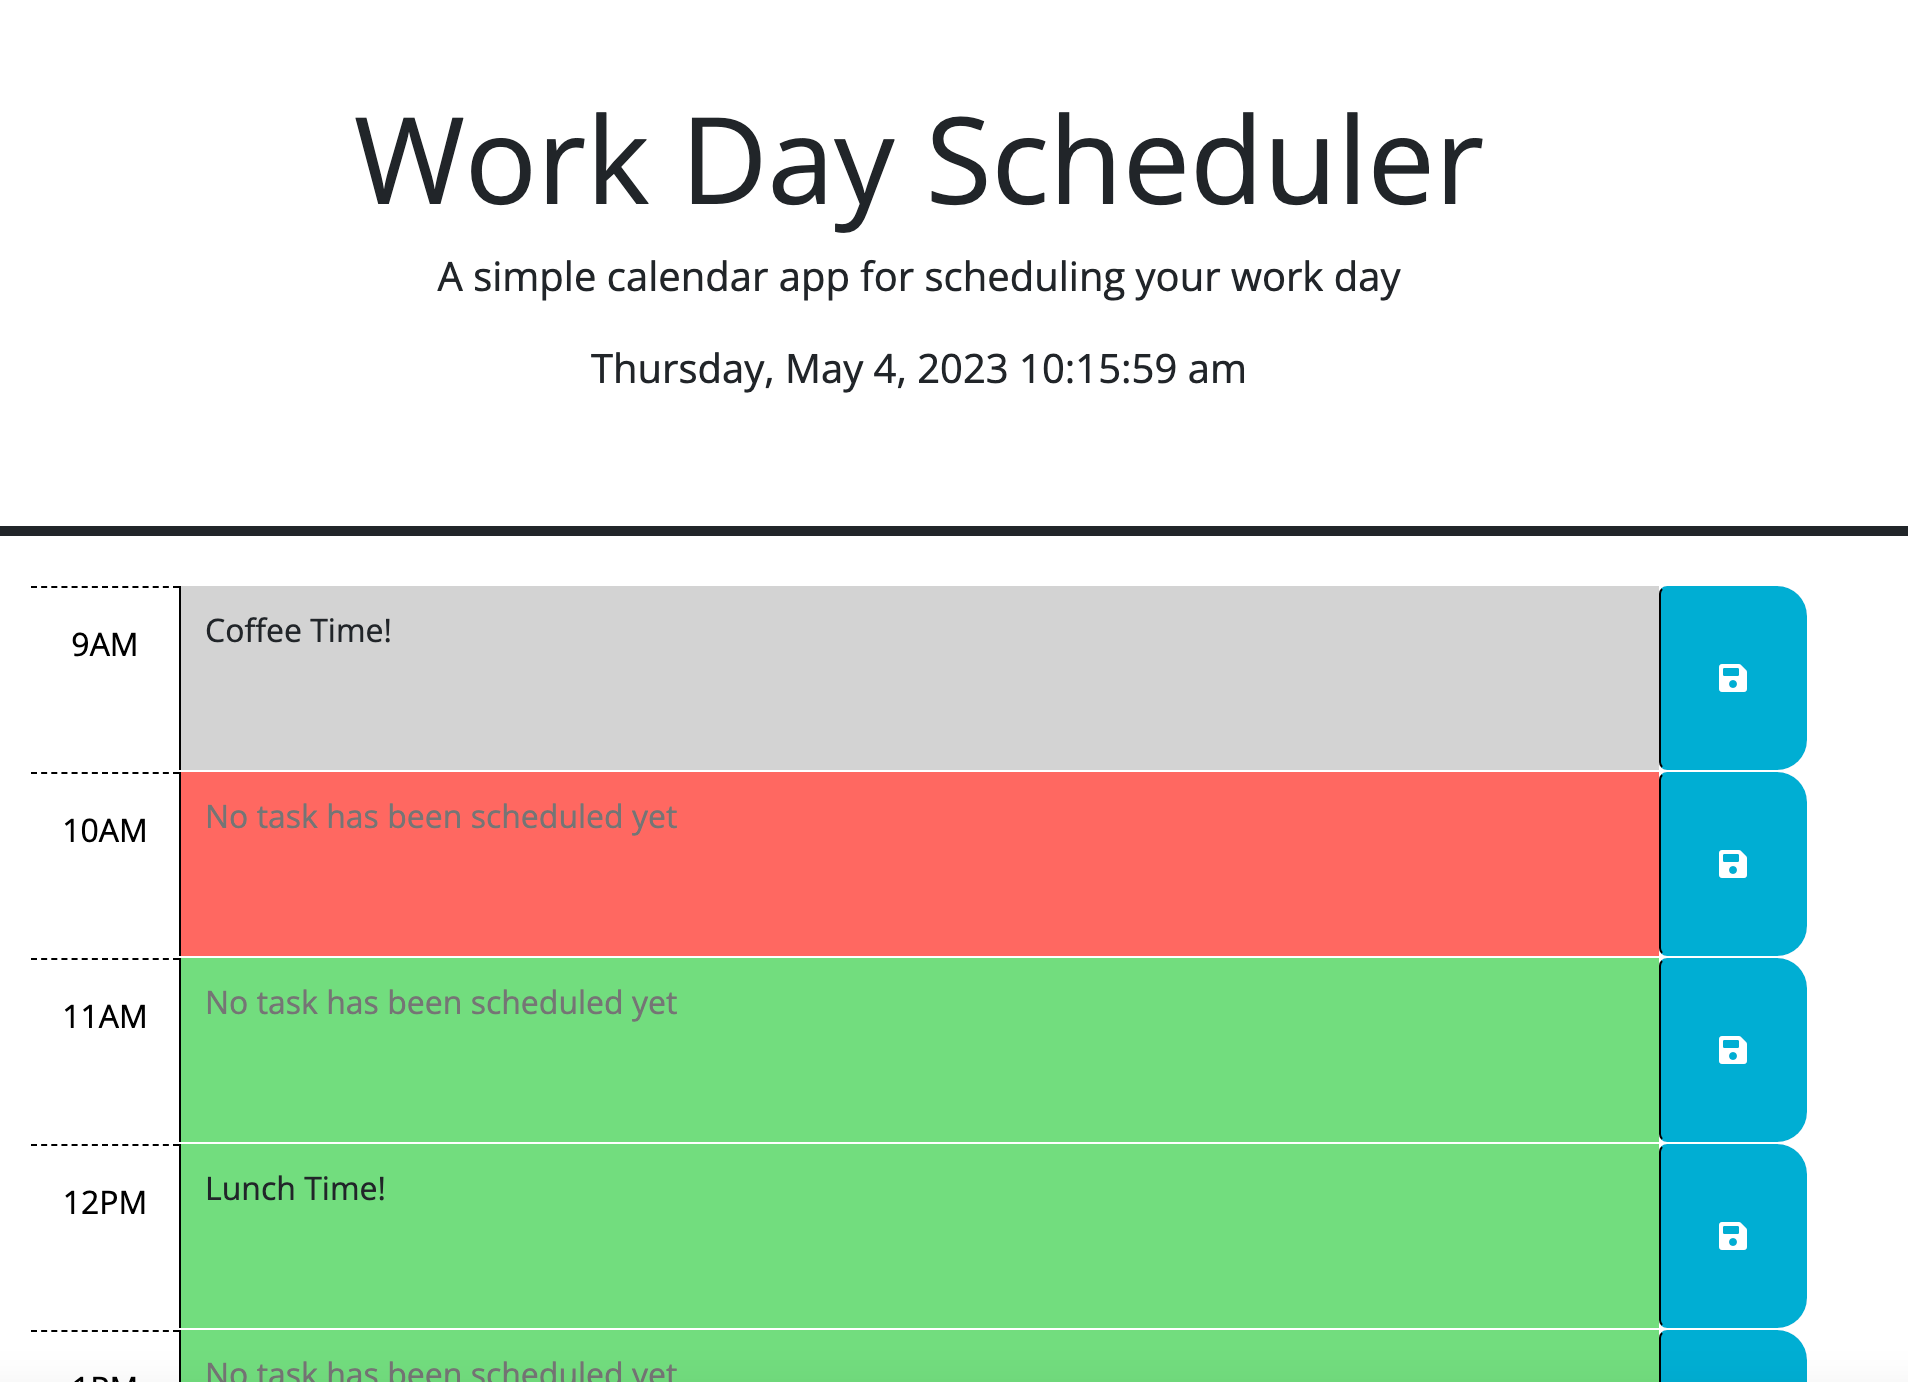 Work Day Scheduler
A simple calendar app for scheduling your work day
Thursday, May 4, 2023 10:15:59 am
9AM
Coffee Time!
10AM
No task has been scheduled yet
11AM
No task has been scheduled yet
12PM
Lunch Time!
1PM
No task has been scheduled yet